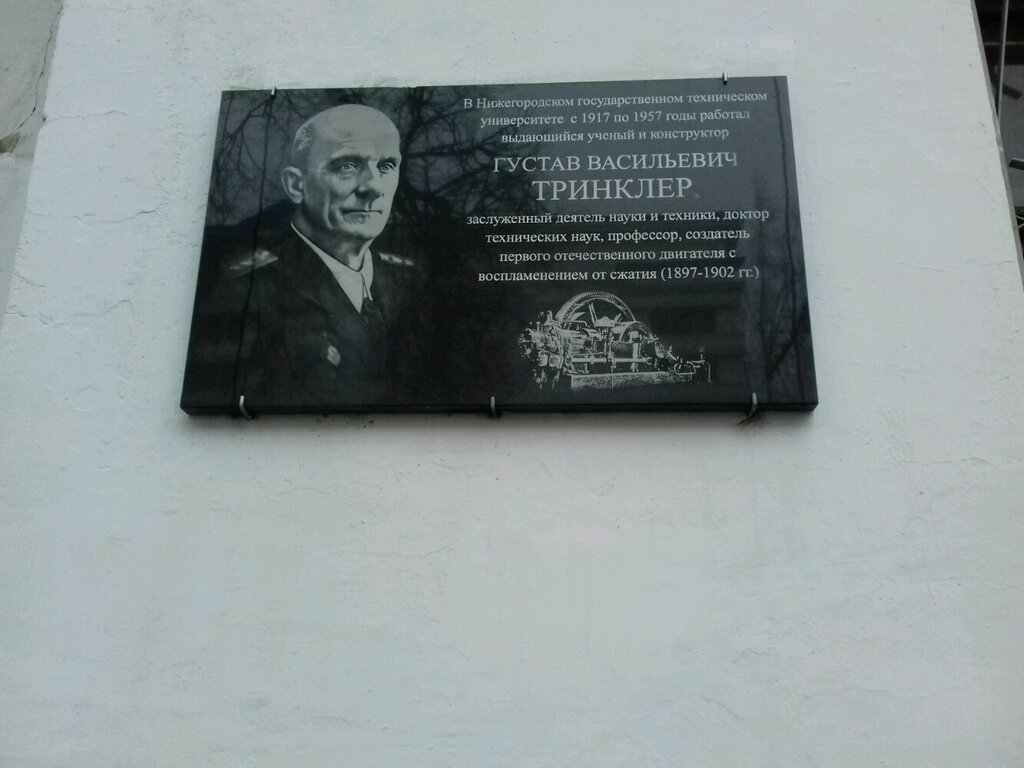 В Нижегородском государственном техническом
университете с 1917 по 1957 годы работал
выдающийся ученый и конструктор
ГУСТАВ ВАСИЛЬЕВИЧ
ТРИНКЛЕР
заслуженный деятель науки и техники, доктор
технических наук, профессор, создатель
первого отечественного двигателя с
воспламенением от сжатия (1897-1902 гг.)